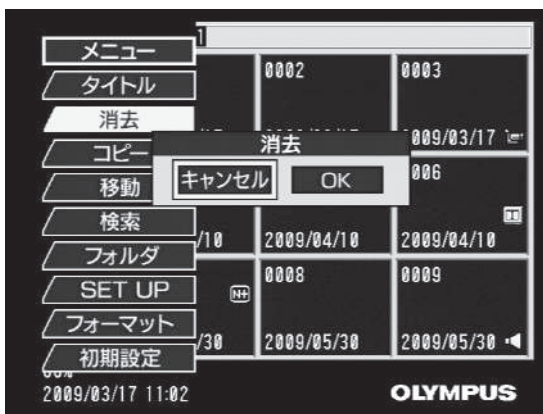 メニュー
タイトル
消去
コピー
移動
検索
フォルダ
SET UP
フォーマット
初期設定
1
0002
0003
2009/03/17
消去
キャンセル OK
006
/10
2009/04/10
2009/04/10
N+
0008
0009
/30
2009/05/30
2009/05/30
2009/03/17 11:02
OLYMPUS